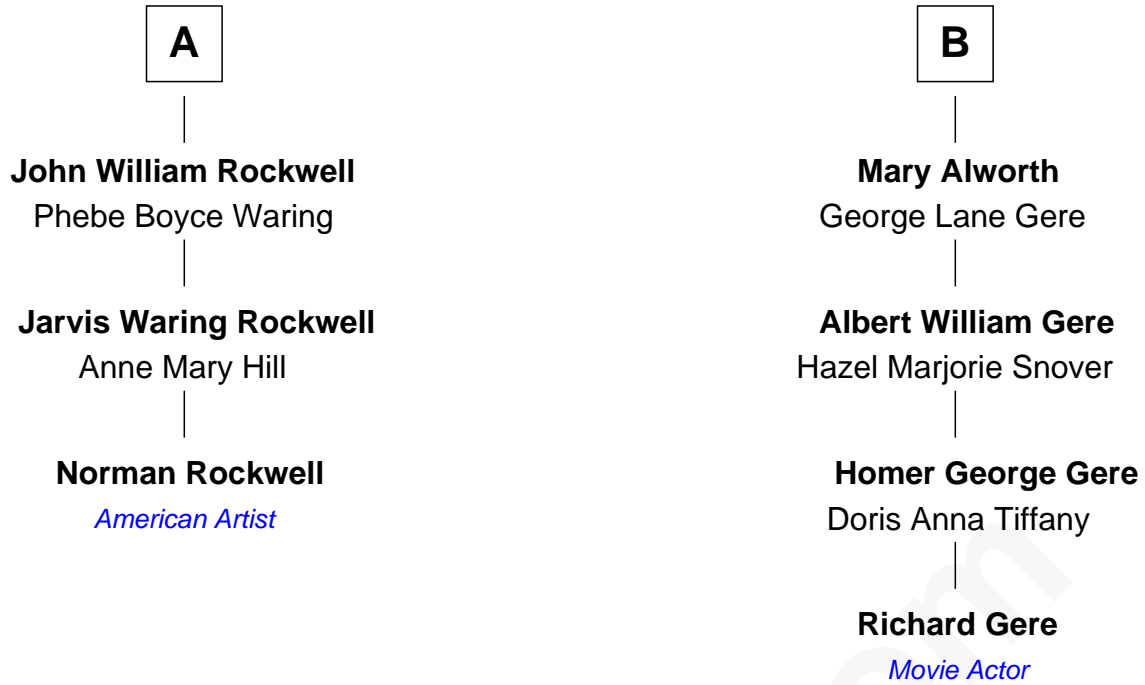 A
John William Rockwell
Phebe Boyce Waring
Jarvis Waring Rockwell
Anne Mary Hill
Norman Rockwell
American Artist
B
Mary Alworth
George Lane Gere
Albert William Gere
Hazel Marjorie Snover
Homer George Gere
Doris Anna Tiffany
Richard Gere
Movie Actor